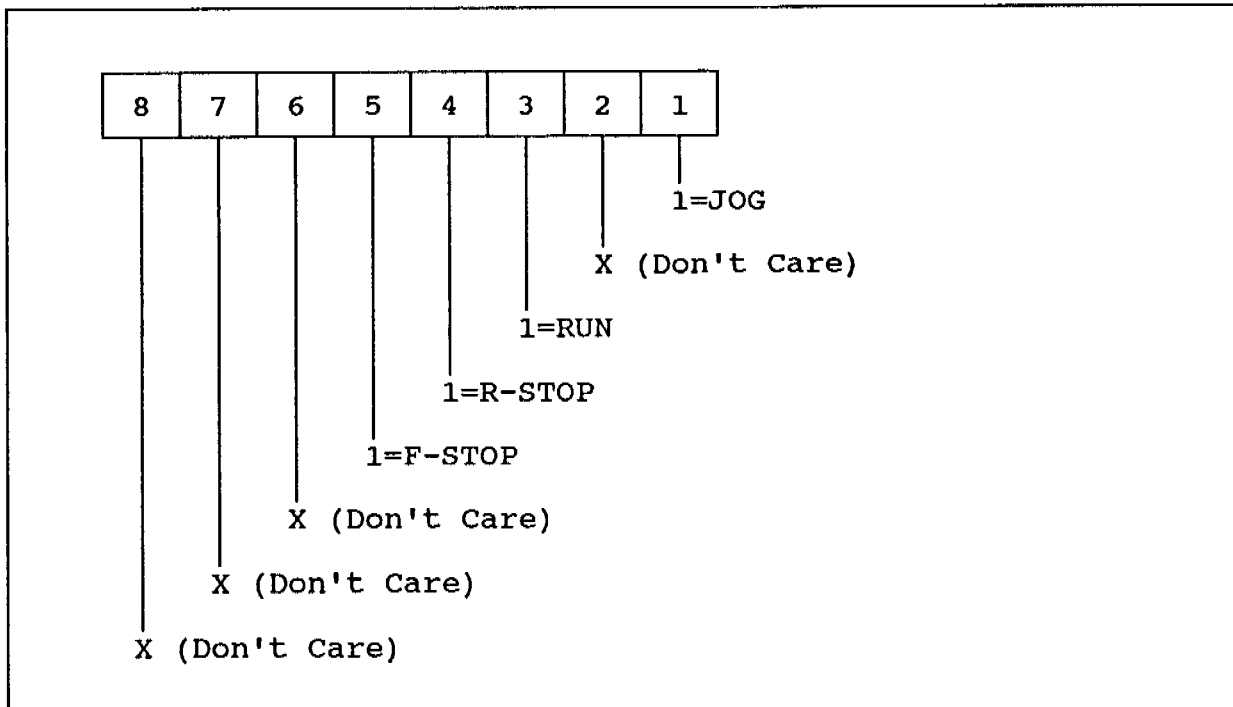 8 7 6 5 4 3 2 1
1=JOG
X (Don't Care)
1=RUN
1=R-STOP
1=F-STOP
X (Don't Care)
X (Don't Care)
X (Don't Care)